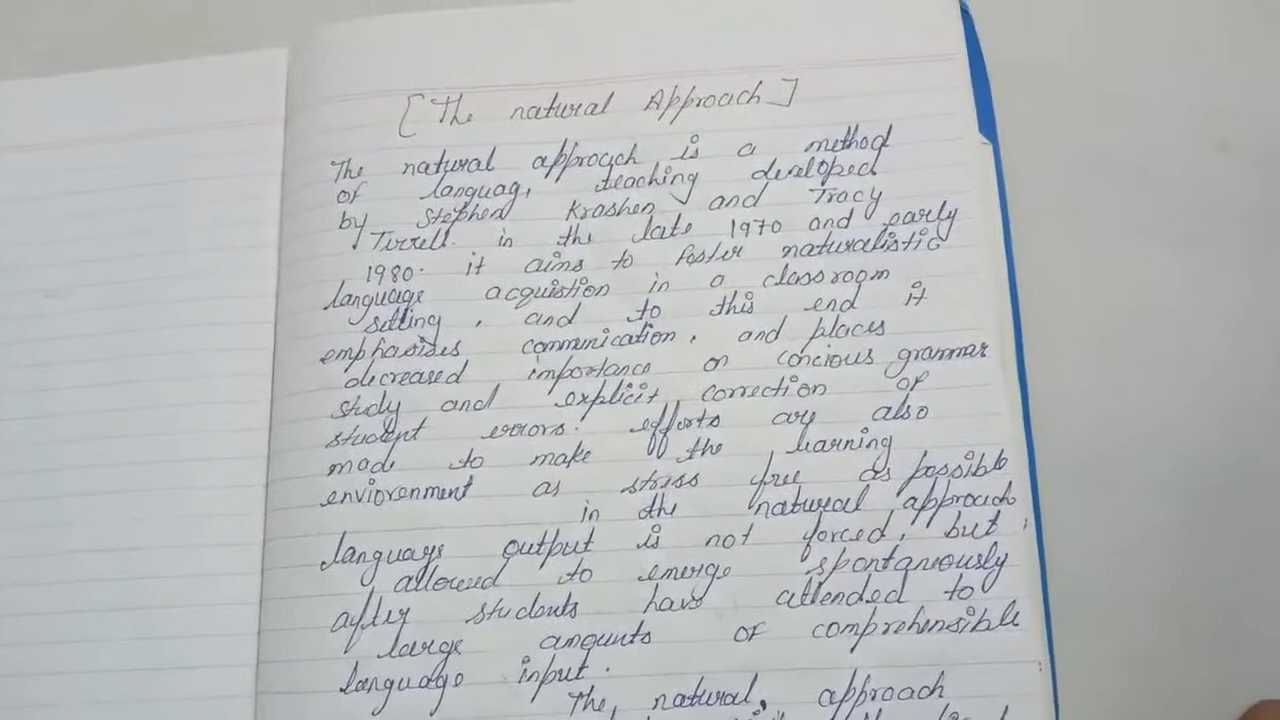 [The natural Approach]
The natural approach is a method
of languag, teaching developed
by Stephen Krashen and Tracy
Terrell. in the late 1970 and early
1980. it aims to foster naturalistic
language acquistion in a classroom
setting, and to this end it
emphasises communication, and places
decreased importance on concious grammar
study and explicit correction of
student errors. efforts are also
made to make the learning
enviorenment as stress free as possible
in the natural approach
language output is not forced, but
allowed to emerge spontaneously
after students have attended to
large amounts of comprehensible
language input.
The natural, approach